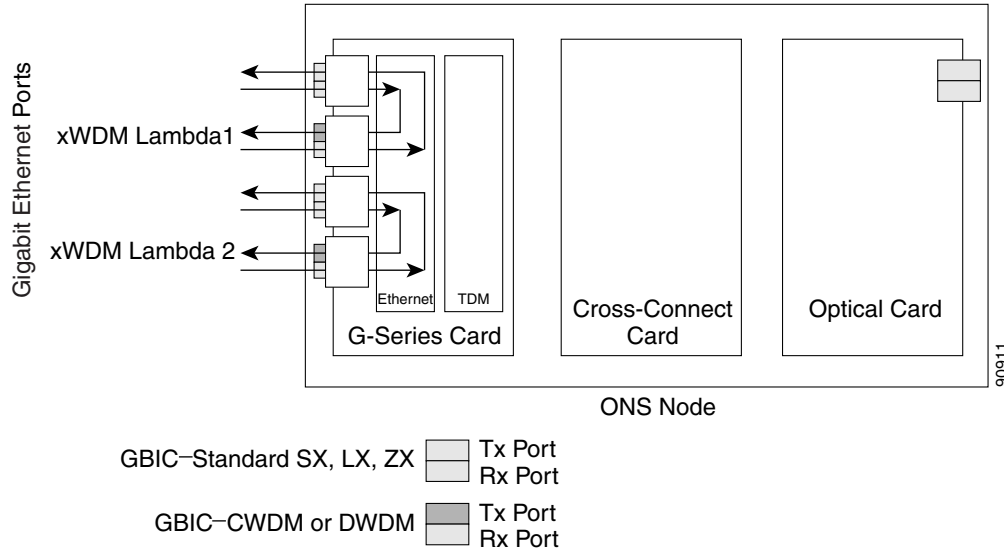 Gigabit Ethernet Ports
xWDM Lambda1
xWDM Lambda 2
Ethernet
TDM
G-Series Card
Cross-Connect
Card
Optical Card
ONS Node
90911
GBIC–Standard SX, LX, ZX
Tx Port
Rx Port
GBIC–CWDM or DWDM
Tx Port
Rx Port